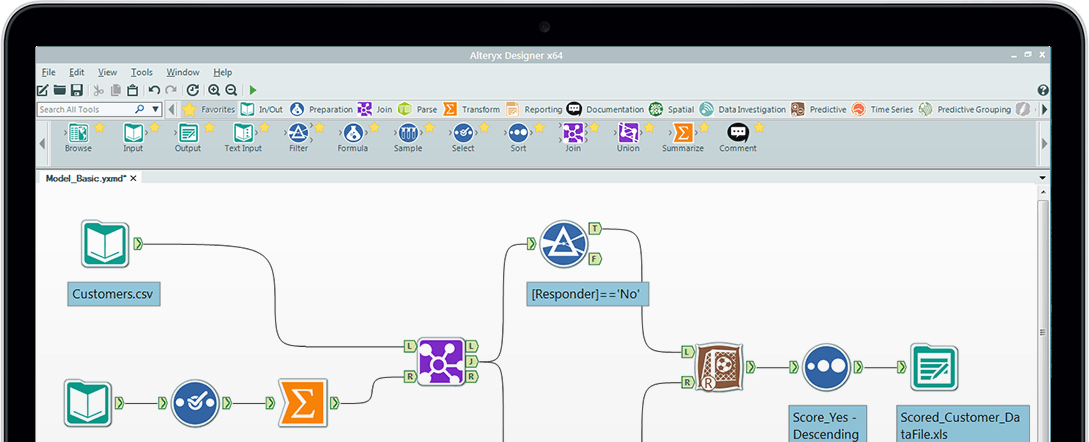 Alteryx Designer x64
File Edit View Tools Window Help
Search All Tools Favorites In/Out Preparation Join Parse Transform Reporting Documentation Spatial Data Investigation Predictive Time Series Predictive Grouping
Browse Input Output Text Input Filter Formula Sample Select Sort Join Union Summarize Comment
Model_Basic.yxmd*
T
F
Customers.csv
[Responder]=='No'
L L L
J
R R R
R
Score_Yes -
Descending
Scored_Customer_Da
taFile.xls